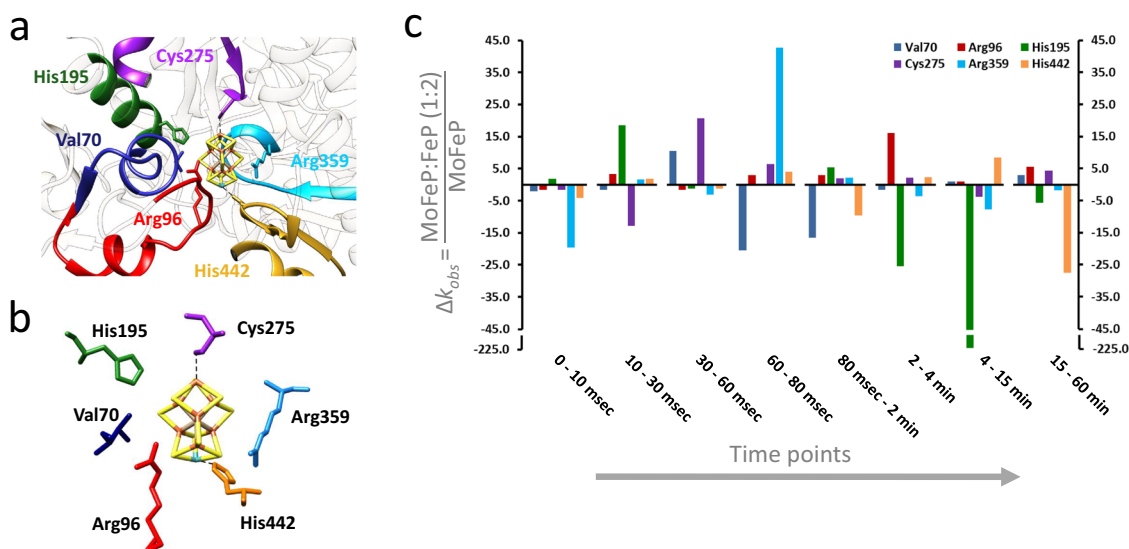 a
Cys275
His195
Val70
Arg359
Arg96
His442
b
His195
Cys275
Val70
Arg359
Arg96
His442
c
Δkobs = MoFeP:FeP (1:2)
MoFeP
45.0
35.0
25.0
15.0
5.0
-5.0
-15.0
-25.0
-35.0
-45.0
-225.0
Val70 Arg96 His195
Cys275 Arg359 His442
45.0
35.0
25.0
15.0
5.0
-5.0
-15.0
-25.0
-35.0
-45.0
-225.0
0 - 10 msec
10 - 30 msec
30 - 60 msec
60 - 80 msec
80 msec - 2 min
2 - 4 min
4 - 15 min
15 - 60 min
Time points